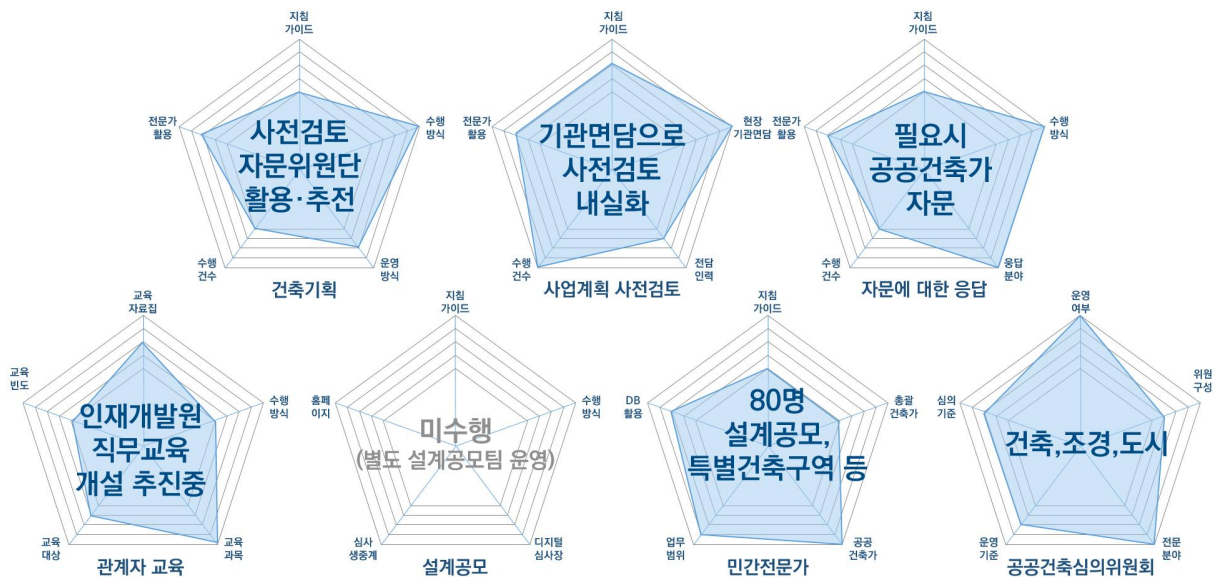 지침
가이드
전문가
활용
수행
방식
사전검토
자문위원단
활용·추전
수행
건수
운영
방식
건축기획
지침
가이드
전문가
활용
현장
기관면담
기관면담으로
사전검토
내실화
수행
건수
전담
인력
사업계획 사전검토
지침
가이드
전문가
활용
수행
방식
필요시
공공건축가
자문
수행
건수
응답
분야
자문에 대한 응답
교육
자료집
교육
빈도
수행
방식
인재개발원
직무교육
개설 추진중
교육
대상
교육
과목
관계자 교육
지침
가이드
홈페
이지
수행
방식
미수행
(별도 설계공모팀 운영)
심사
생중계
디지털
심사장
설계공모
지침
가이드
DB
활용
총괄
건축가
80명
설계공모,
특별건축구역 등
업무
범위
공공
건축가
민간전문가
운영
여부
심의
기준
위원
구성
건축,조경,도시
운영
기준
전문
분야
공공건축심의위원회